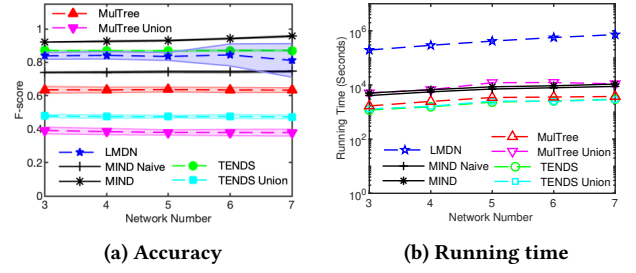 MulTree
MulTree Union
LMDN
MIND Naive
MIND
TENDS
TENDS Union
F-score
1
0.8
0.6
0.4
0.2
0
3 4 5 6 7
Network Number
(a) Accuracy
Running Time (Seconds)
10^6
10^4
10^2
10^0
LMDN
MIND Naive
MIND
MulTree
MulTree Union
TENDS
TENDS Union
3 4 5 6 7
Network Number
(b) Running time